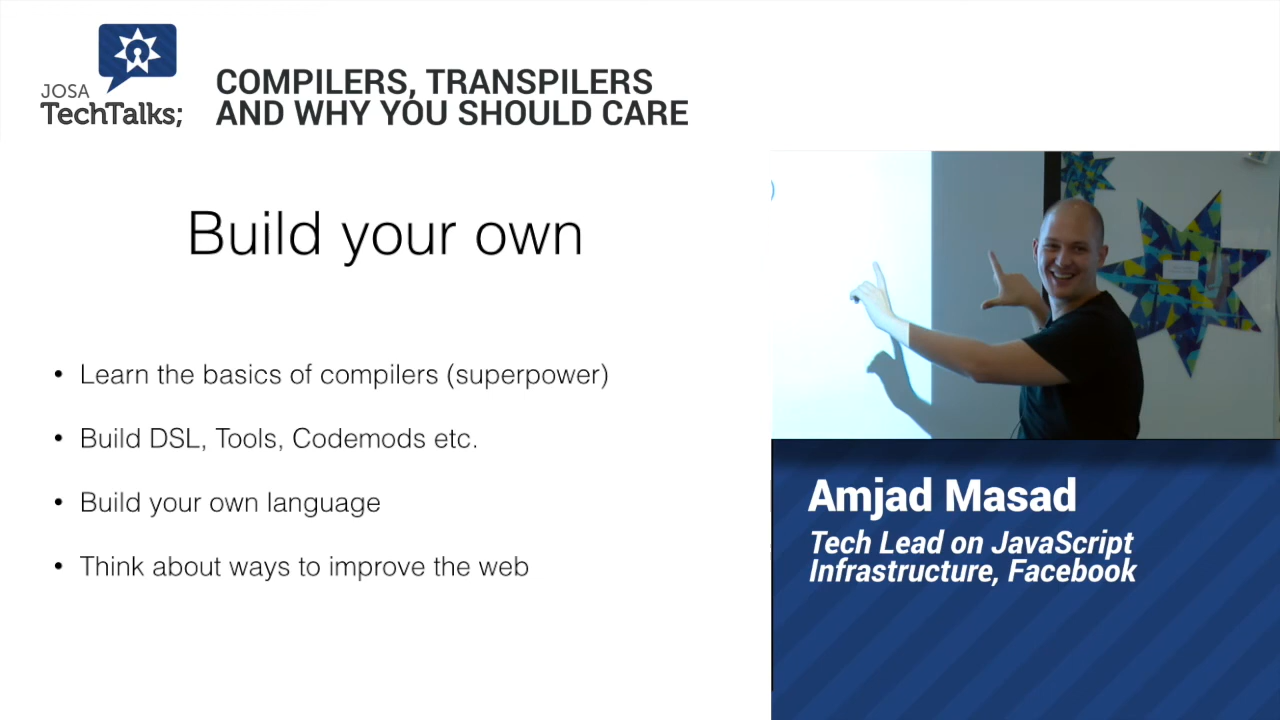 JOSA
TechTalks;
COMPILERS, TRANSPILERS
AND WHY YOU SHOULD CARE
Build your own
• Learn the basics of compilers (superpower)
• Build DSL, Tools, Codemods etc.
• Build your own language
• Think about ways to improve the web
Amjad Masad
Tech Lead on JavaScript
Infrastructure, Facebook